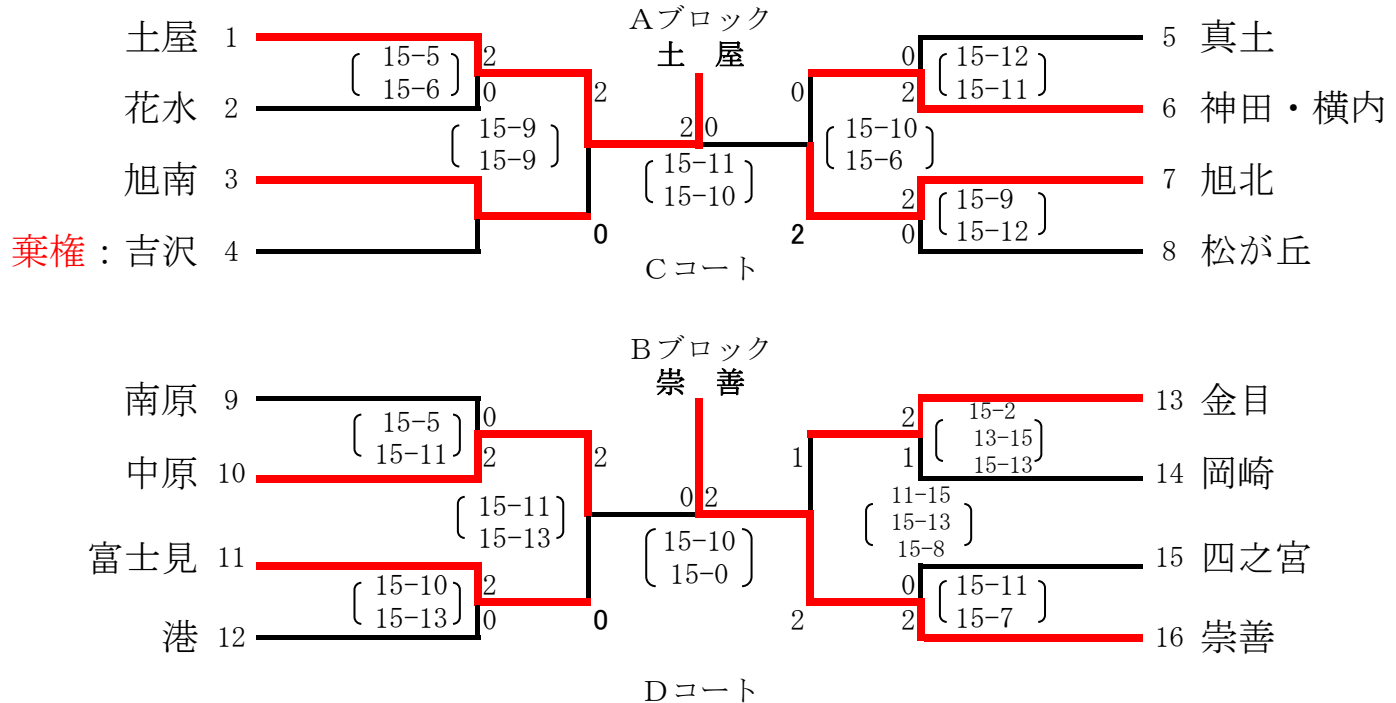 Aブロック
土 屋
土屋 1
15-5
15-6
2
0
花水 2
15-9
15-9
2
旭南 3
0
棄権：吉沢 4
2 0
15-11
15-10
5 真土
0
15-12
15-11
2
6 神田・横内
0
15-10
15-6
7 旭北
2
15-9
15-12
0
2
8 松が丘
Cコート
Bブロック
崇 善
南原 9
0
15-5
15-11
2
中原 10
2
15-11
15-13
富士見 11
15-10
15-13
2
0
港 12
0
0 2
15-10
15-0
13 金目
2
15-2
13-15
15-13
1
14 岡崎
1
11-15
15-13
15-8
15 四之宮
0
15-11
15-7
2
2
16 崇善
Dコート